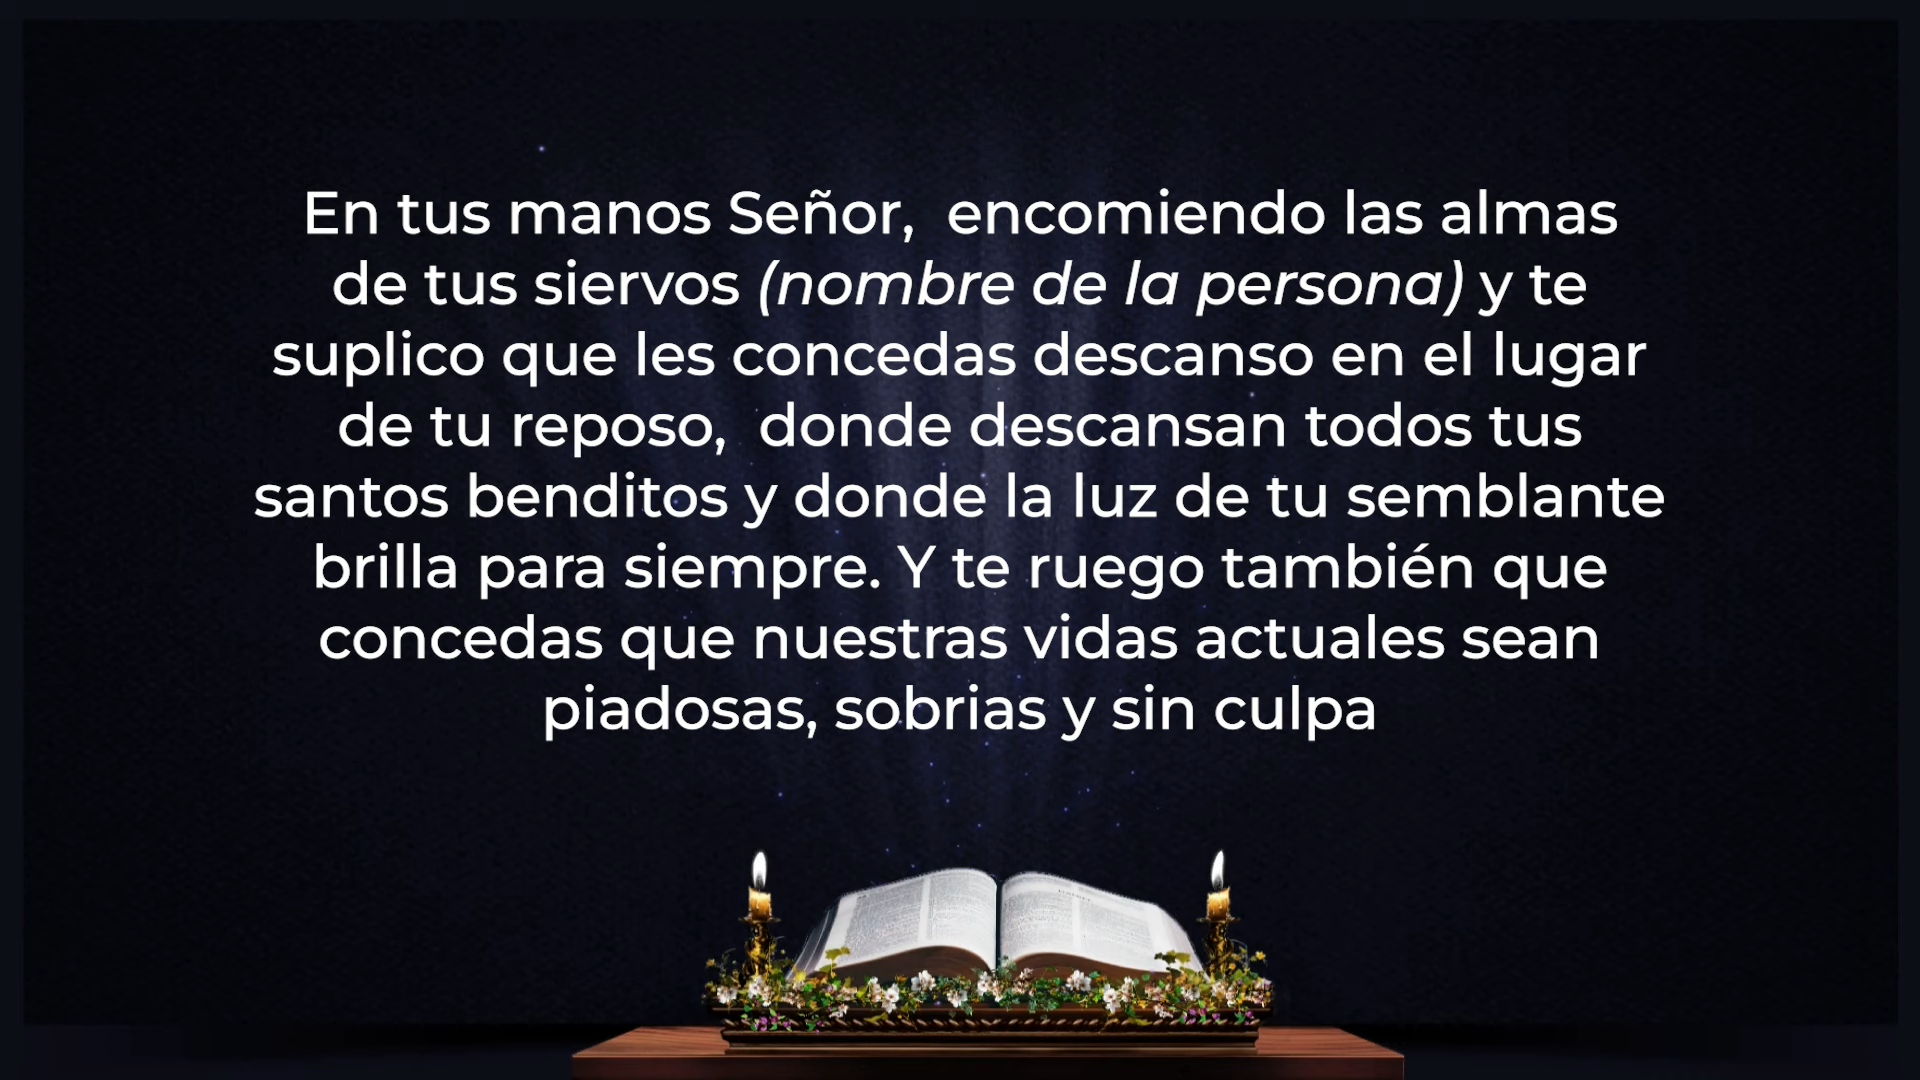 En tus manos Señor,  encomiendo las almas
de tus siervos (nombre de la persona) y te
suplico que les concedas descanso en el lugar
de tu reposo,  donde descansan todos tus
santos benditos y donde la luz de tu semblante
brilla para siempre. Y te ruego también que
concedas que nuestras vidas actuales sean
piadosas, sobrias y sin culpa